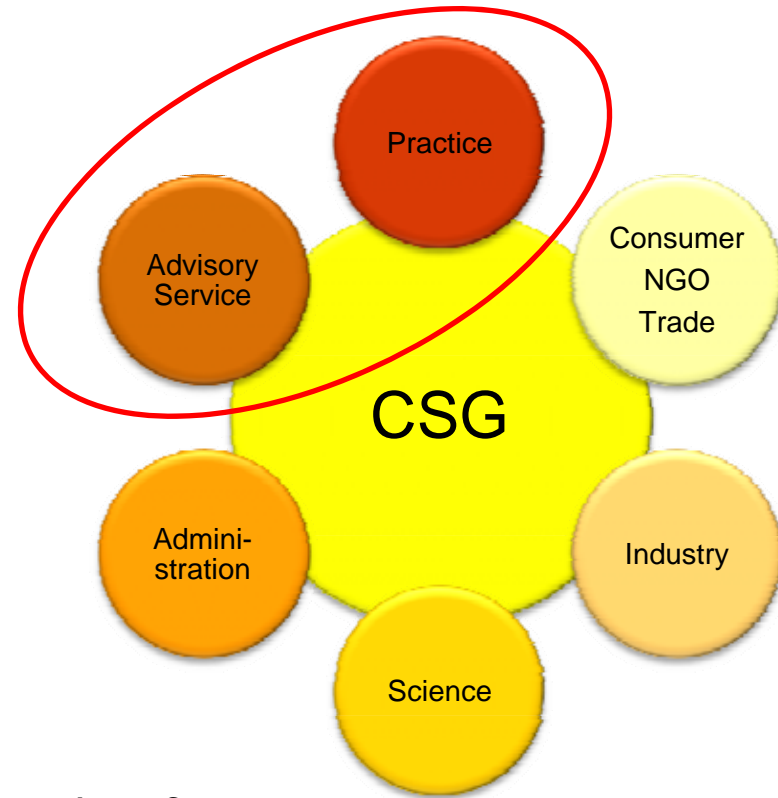 Practice
Advisory
Service
Consumer
NGO
Trade
CSG
Admini-
stration
Industry
Science